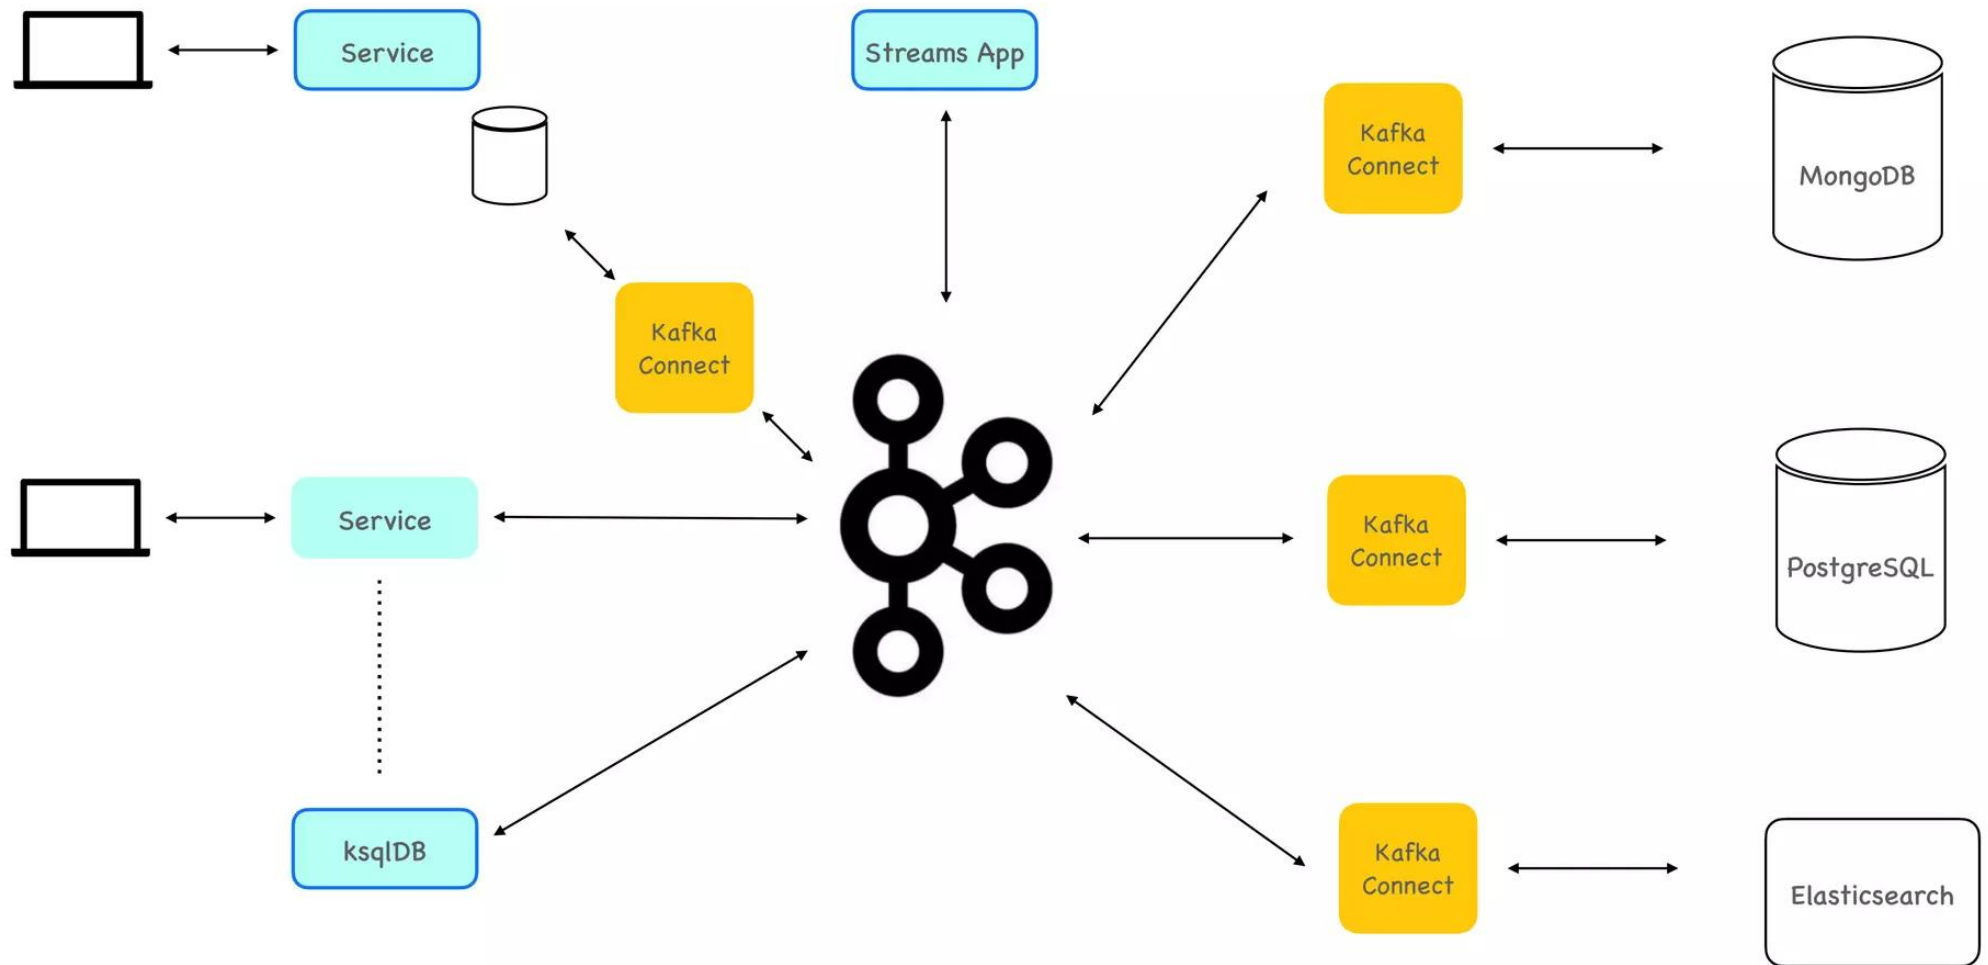 Service
Streams App
Kafka
Connect
MongoDB
Kafka
Connect
Service
Kafka
Connect
PostgreSQL
ksqlDB
Kafka
Connect
Elasticsearch